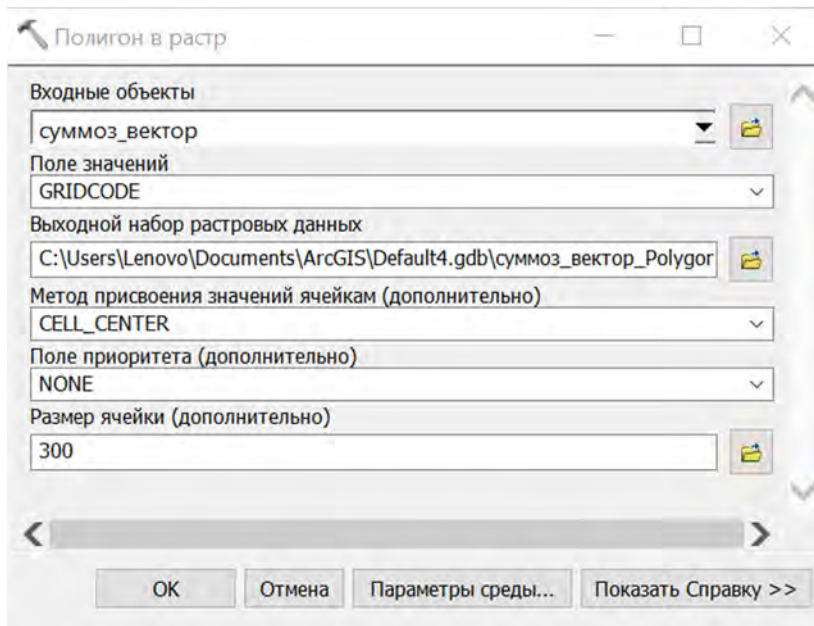 Полигон в растр
Входные объекты
суммоз_вектор
Поле значений
GRIDCODE
Выходной набор растровых данных
C:\Users\Lenovo\Documents\ArcGIS\Default4.gdb\суммоз_вектор_Polygor
Метод присвоения значений ячейкам (дополнительно)
CELL_CENTER
Поле приоритета (дополнительно)
NONE
Размер ячейки (дополнительно)
300
OK Отмена Параметры среды... Показать Справку >>